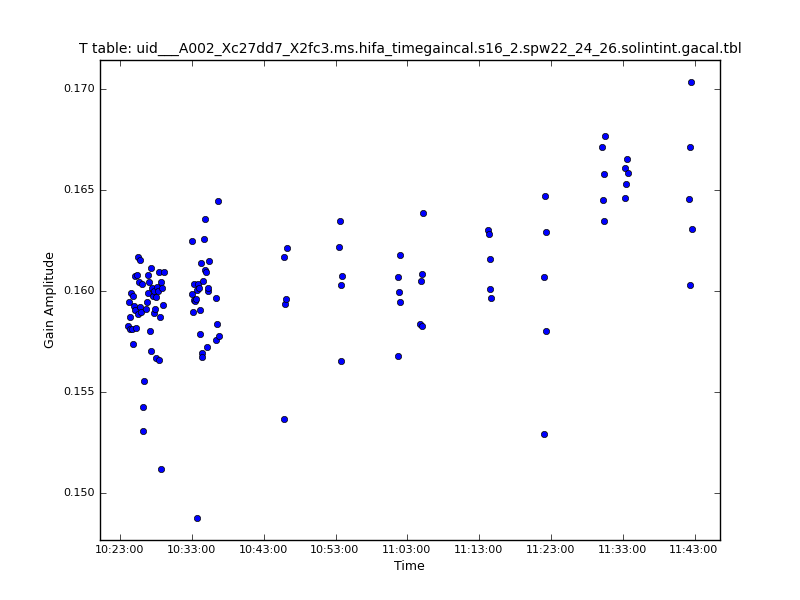 T table: uid___A002_Xc27dd7_X2fc3.ms.hifa_timegaincal.s16_2.spw22_24_26.solintint.gacal.tbl
0.170
0.165
0.160
0.155
0.150
Gain Amplitude
10:23:00 10:33:00 10:43:00 10:53:00 11:03:00 11:13:00 11:23:00 11:33:00 11:43:00
Time